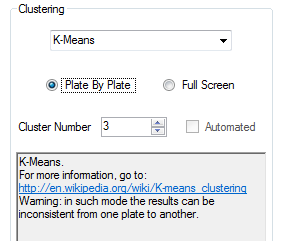 Clustering
K-Means
Plate By Plate
Full Screen
Cluster Number 3
Automated
K-Means.
For more information, go to:
http://en.wikipedia.org/wiki/K-means_clustering
Warning: in such mode the results can be
inconsistent from one plate to another.